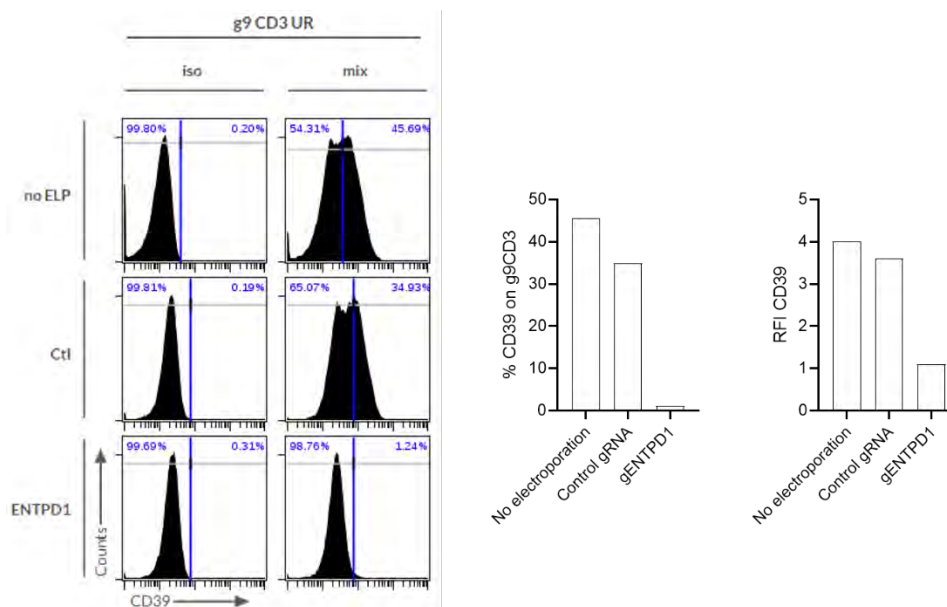 g9 CD3 UR
iso
mix
no ELP
99.80%
0.20%
54.31%
45.69%
Ctl
99.81%
0.19%
65.07%
34.93%
ENTPD1
99.69%
0.31%
98.76%
1.24%
Counts
CD39
% CD39 on g9CD3
50
40
30
20
10
0
No electroporation
Control gRNA
gENTPD1
RFI CD39
5
4
3
2
1
0
No electroporation
Control gRNA
gENTPD1